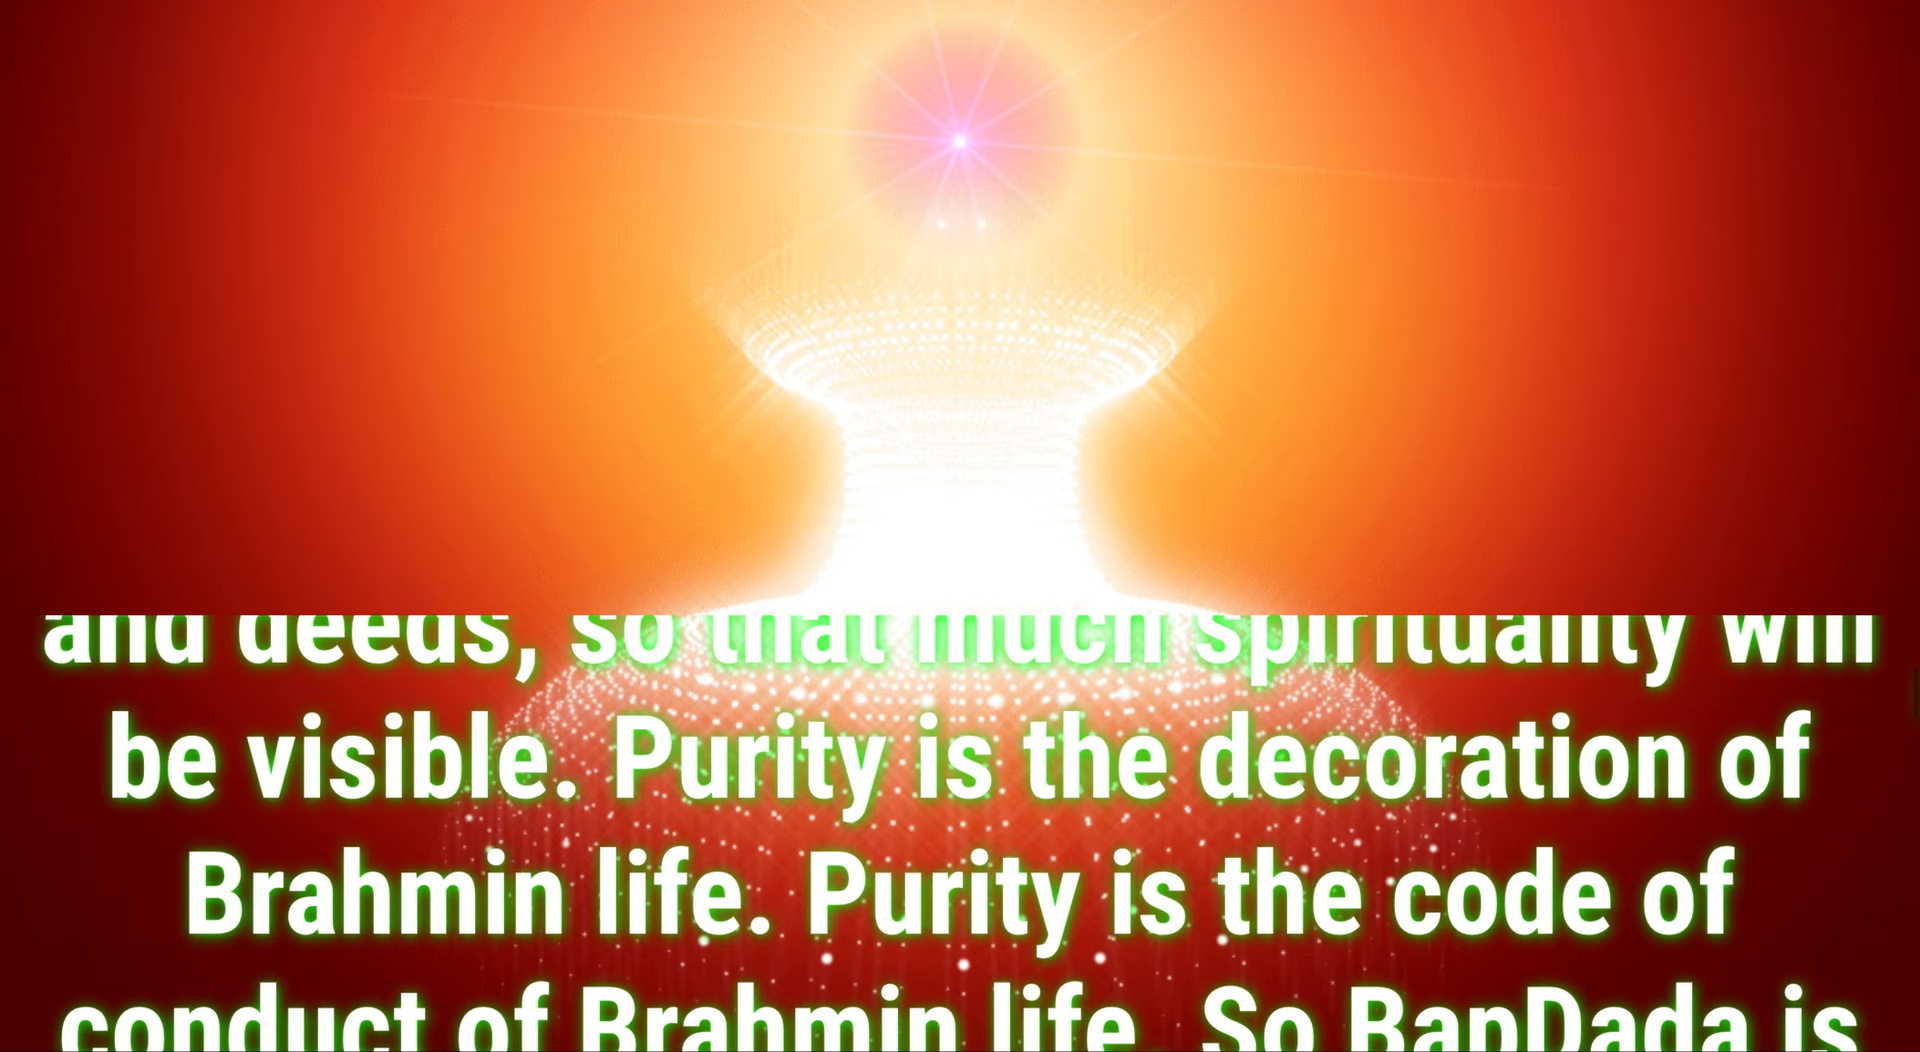 and deeds, so that much spirituality will
be visible. Purity is the decoration of
Brahmin life. Purity is the code of
conduct of Brahmin life. So BapDada is